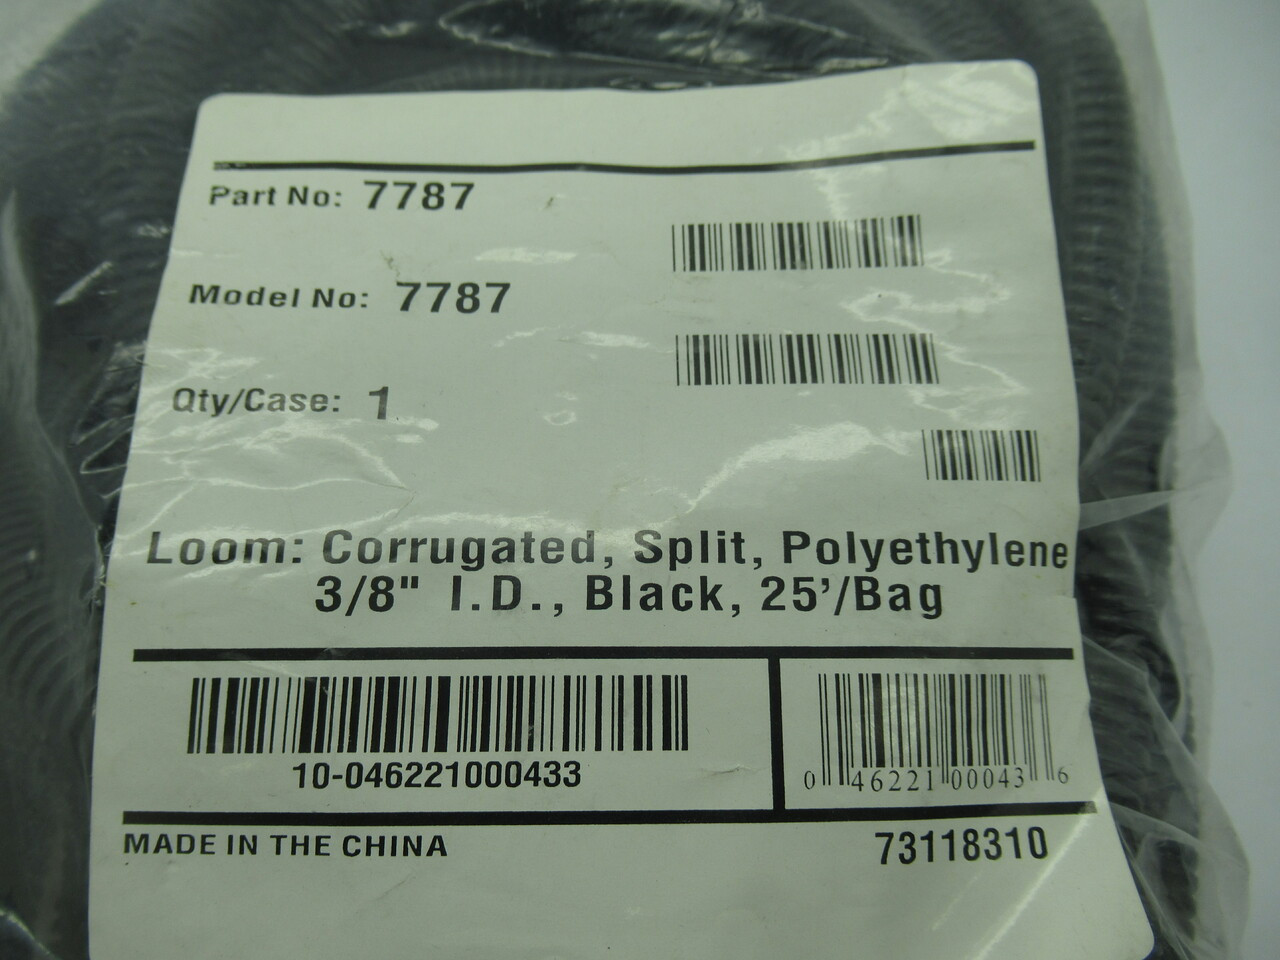 Part No: 7787
Model No: 7787
Qty/Case: 1
Loom: Corrugated, Split, Polyethylene
3/8" I.D., Black, 25'/Bag
10-046221000433
0 46221 00043 6
MADE IN THE CHINA
73118310